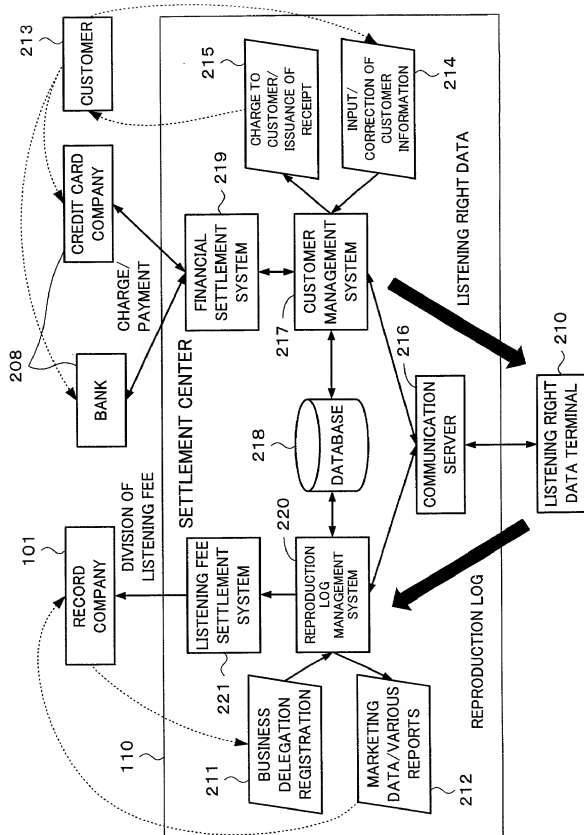 101
RECORD
COMPANY
208
BANK
CREDIT CARD
COMPANY
213
CUSTOMER
DIVISION OF
LISTENING FEE
CHARGE/
PAYMENT
110
SETTLEMENT CENTER
221
LISTENING FEE
SETTLEMENT
SYSTEM
FINANCIAL
SETTLEMENT
SYSTEM
219
211
BUSINESS
DELEGATION
REGISTRATION
CHARGE TO
CUSTOMER/
ISSUANCE OF
RECEIPT
215
220
REPRODUCTION
LOG
MANAGEMENT
SYSTEM
218
DATABASE
217
CUSTOMER
MANAGEMENT
SYSTEM
MARKETING
DATA/VARIOUS
REPORTS
212
INPUT/
CORRECTION OF
CUSTOMER
INFORMATION
214
216
COMMUNICATION
SERVER
REPRODUCTION LOG
LISTENING RIGHT DATA
210
LISTENING RIGHT
DATA TERMINAL